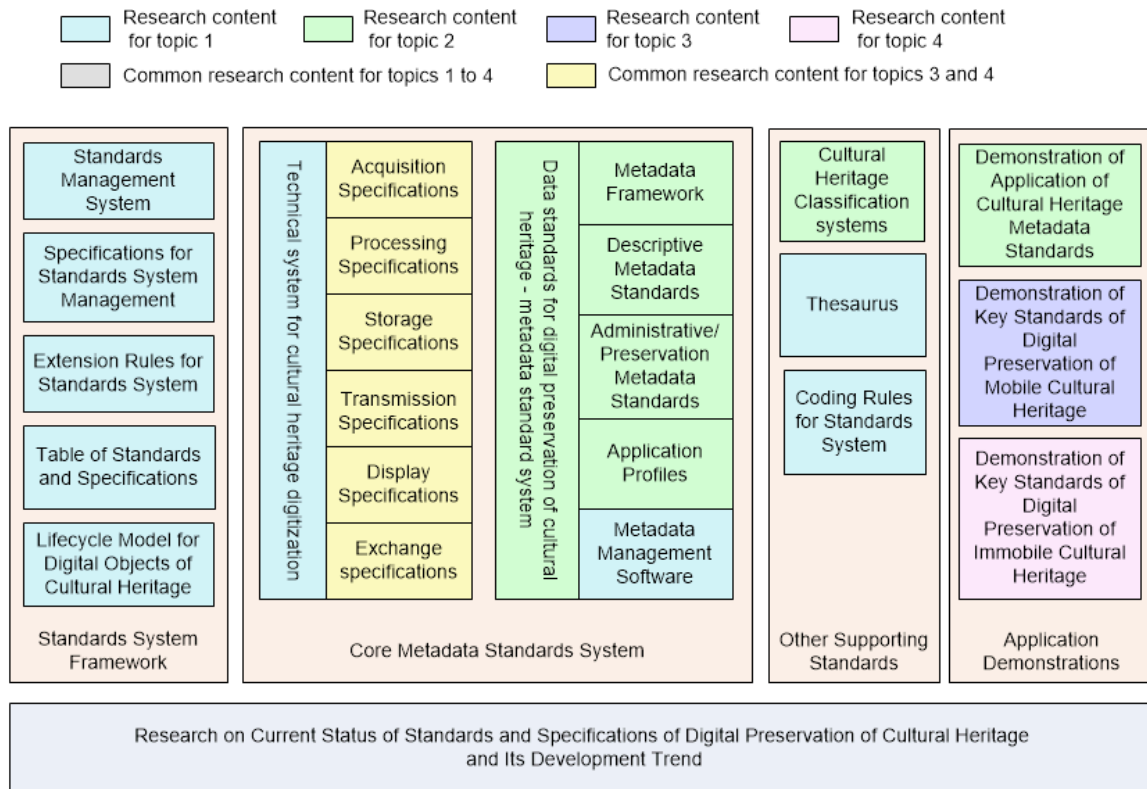 Research content
for topic 1
Research content
for topic 2
Research content
for topic 3
Research content
for topic 4
Common research content for topics 1 to 4
Common research content for topics 3 and 4
Standards
Management
System
Specifications for
Standards System
Management
Extension Rules for
Standards System
Table of Standards
and Specifications
Lifecycle Model for
Digital Objects of
Cultural Heritage
Standards System
Framework
Technical system for cultural heritage digitization
Acquisition
Specifications
Processing
Specifications
Storage
Specifications
Transmission
Specifications
Display
Specifications
Exchange
specifications
Data standards for digital preservation of cultural
heritage - metadata standard system
Metadata
Framework
Descriptive
Metadata
Standards
Administrative/
Preservation
Metadata
Standards
Application
Profiles
Metadata
Management
Software
Core Metadata Standards System
Cultural
Heritage
Classification
systems
Thesaurus
Coding Rules
for Standards
System
Other Supporting
Standards
Demonstration of
Application of
Cultural Heritage
Metadata
Standards
Demonstration of
Key Standards of
Digital
Preservation of
Mobile Cultural
Heritage
Demonstration of
Key Standards of
Digital
Preservation of
Immobile Cultural
Heritage
Application
Demonstrations
Research on Current Status of Standards and Specifications of Digital Preservation of Cultural Heritage
and Its Development Trend